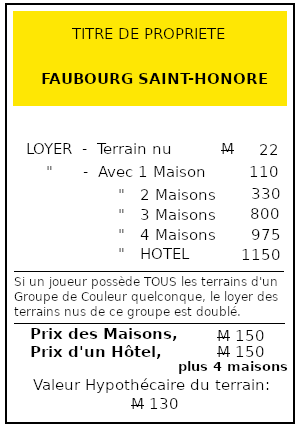 TITRE DE PROPRIETE
FAUBOURG SAINT-HONORE
LOYER - Terrain nu M 22
" - Avec 1 Maison 110
" 2 Maisons 330
" 3 Maisons 800
" 4 Maisons 975
" HOTEL 1150
Si un joueur possède TOUS les terrains d'un
Groupe de Couleur quelconque, le loyer des
terrains nus de ce groupe est doublé.
Prix des Maisons, M 150
Prix d'un Hôtel, M 150
plus 4 maisons
Valeur Hypothécaire du terrain:
M 130